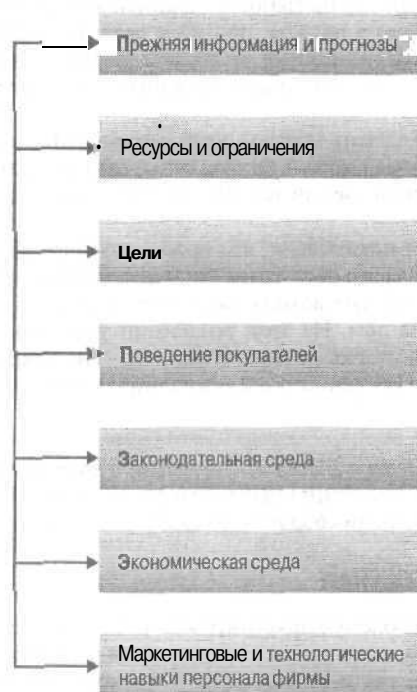 Прежняя информация и прогнозы
Ресурсы и ограничения
Цели
Поведение покупателей
Законодательная среда
Экономическая среда
Маркетинговые и технологические
навыки персонала фирмы